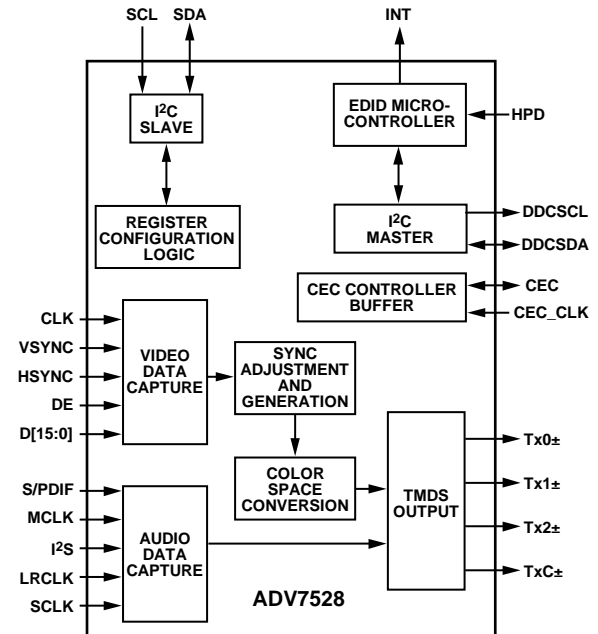 SCL SDA INT
I²C
SLAVE
EDID MICRO-
CONTROLLER
HPD
REGISTER
CONFIGURATION
LOGIC
I²C
MASTER
DDCSCL
DDCSDA
CEC CONTROLLER
BUFFER
CEC
CEC_CLK
CLK
VSYNC
HSYNC
DE
D[15:0]
VIDEO
DATA
CAPTURE
SYNC
ADJUSTMENT
AND
GENERATION
COLOR
SPACE
CONVERSION
TMDS
OUTPUT
Tx0±
Tx1±
Tx2±
TxC±
S/PDIF
MCLK
I²S
LRCLK
SCLK
AUDIO
DATA
CAPTURE
ADV7528